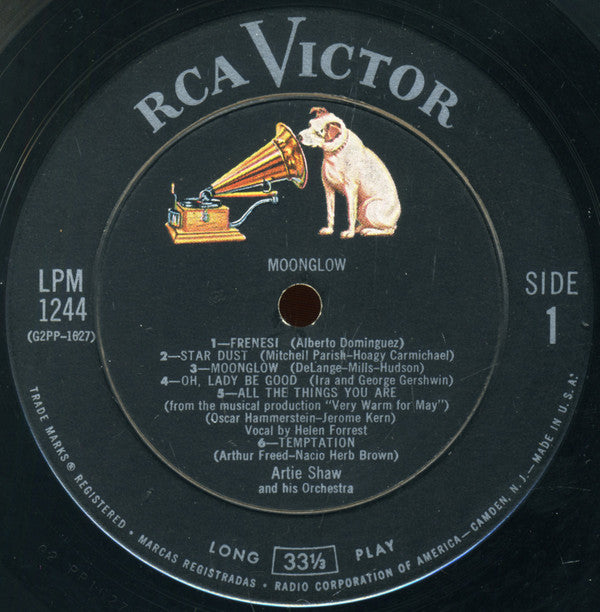 RCA VICTOR
MOONGLOW
LPM
1244
(G2PP-1627)
SIDE
1
1—FRENESI (Alberto Dominguez)
2—STAR DUST (Mitchell Parish-Hoagy Carmichael)
3—MOONGLOW (DeLange-Mills-Hudson)
4—OH, LADY BE GOOD (Ira and George Gershwin)
5—ALL THE THINGS YOU ARE
(from the musical production "Very Warm for May")
(Oscar Hammerstein-Jerome Kern)
Vocal by Helen Forrest
6—TEMPTATION
(Arthur Freed-Nacio Herb Brown)
Artie Shaw
and his Orchestra
LONG 33⅓ PLAY
TRADE MARKS® REGISTERED • MARCAS REGISTRADAS • RADIO CORPORATION OF AMERICA—CAMDEN, N. J.—MADE IN U.S.A.